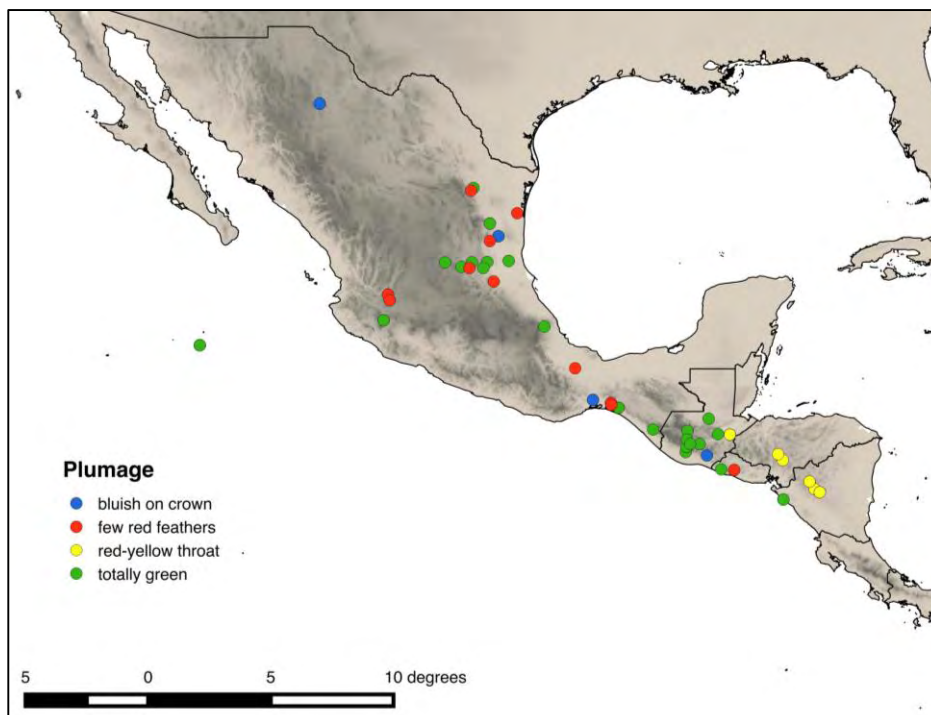 Plumage
bluish on crown
few red feathers
red-yellow throat
totally green
5 0 5 10 degrees